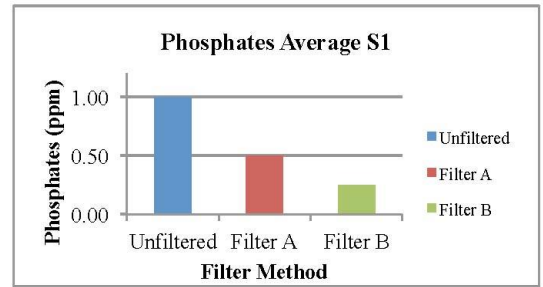 Phosphates Average S1
Phosphates (ppm)
1.00
0.50
0.00
Unfiltered Filter A Filter B
Filter Method
Unfiltered
Filter A
Filter B